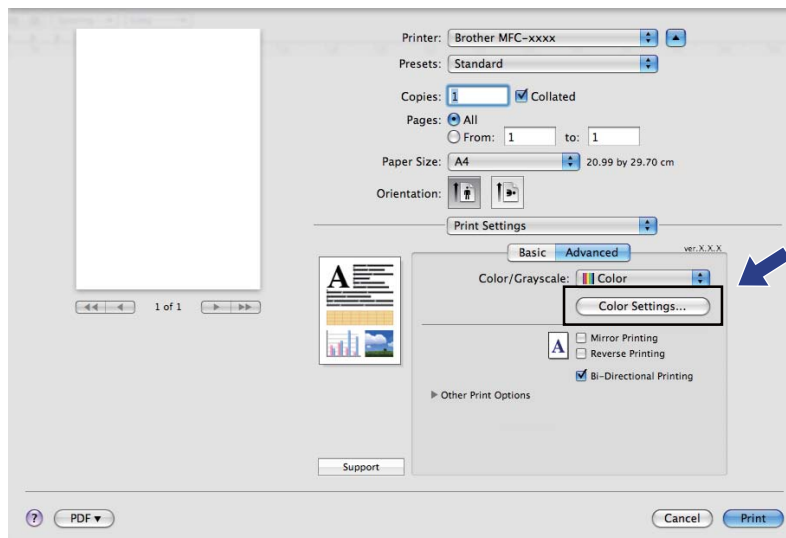 Printer: Brother MFC-xxxx
Presets: Standard
Copies: 1 Collated
Pages: All
From: 1 to: 1
Paper Size: A4 20.99 by 29.70 cm
Orientation:
Print Settings
Basic Advanced ver.X.X.X
Color/Grayscale: Color
Color Settings...
A
Mirror Printing
A
Reverse Printing
Bi-Directional Printing
Other Print Options
1 of 1
Support
? PDF Cancel Print